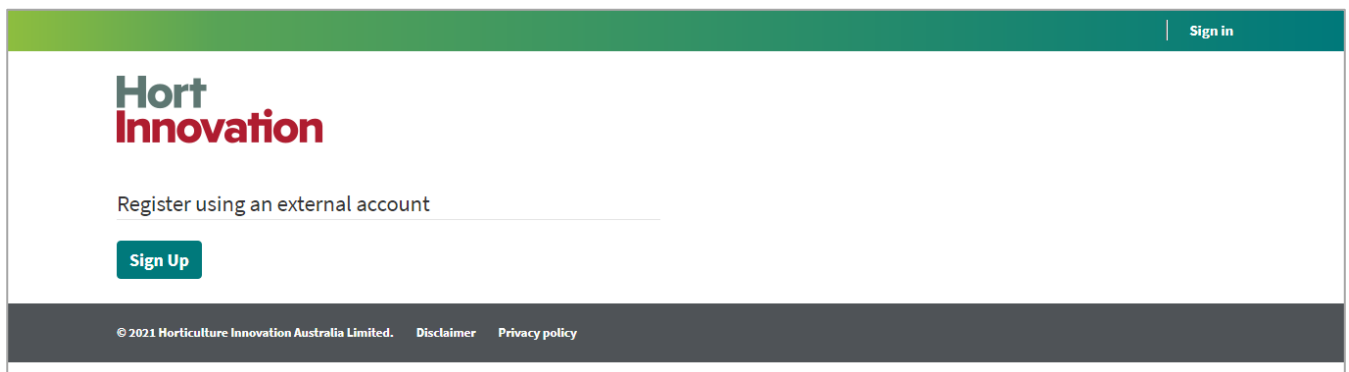 Sign in
Hort
Innovation
Register using an external account
Sign Up
© 2021 Horticulture Innovation Australia Limited. Disclaimer Privacy policy